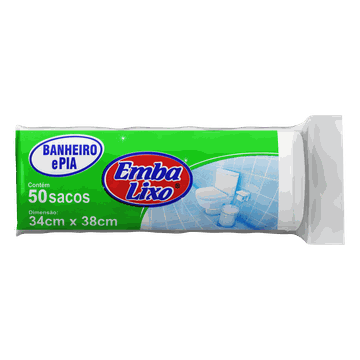 BANHEIRO
e PIA
Contém
50 sacos
Dimensão:
34cm x 38cm
Emba
Lixo
®